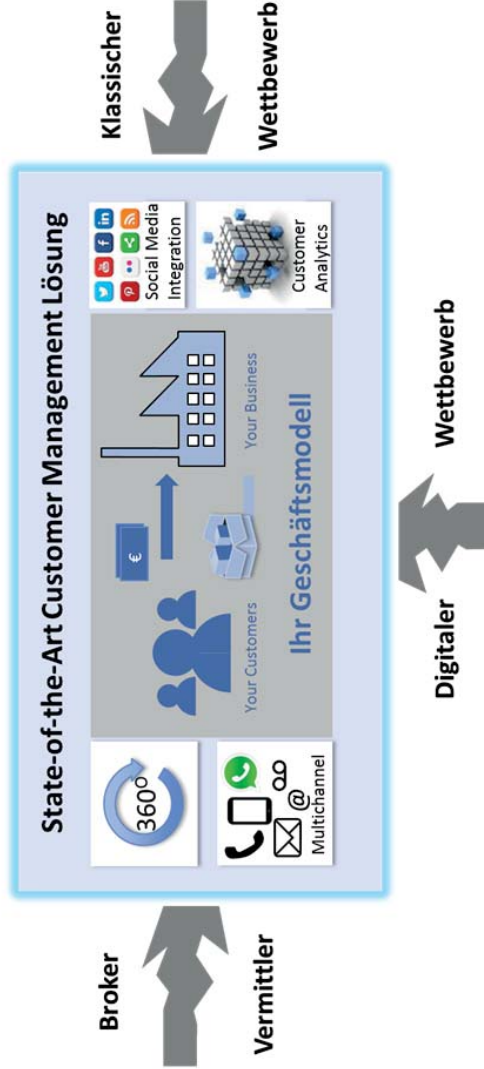 State-of-the-Art Customer Management Lösung
Broker
Vermittler
360°
@
Multichannel
€
Your Customers
Your Business
Ihr Geschäftsmodell
Social Media
Integration
Customer
Analytics
Klassischer
Wettbewerb
Digitaler
Wettbewerb